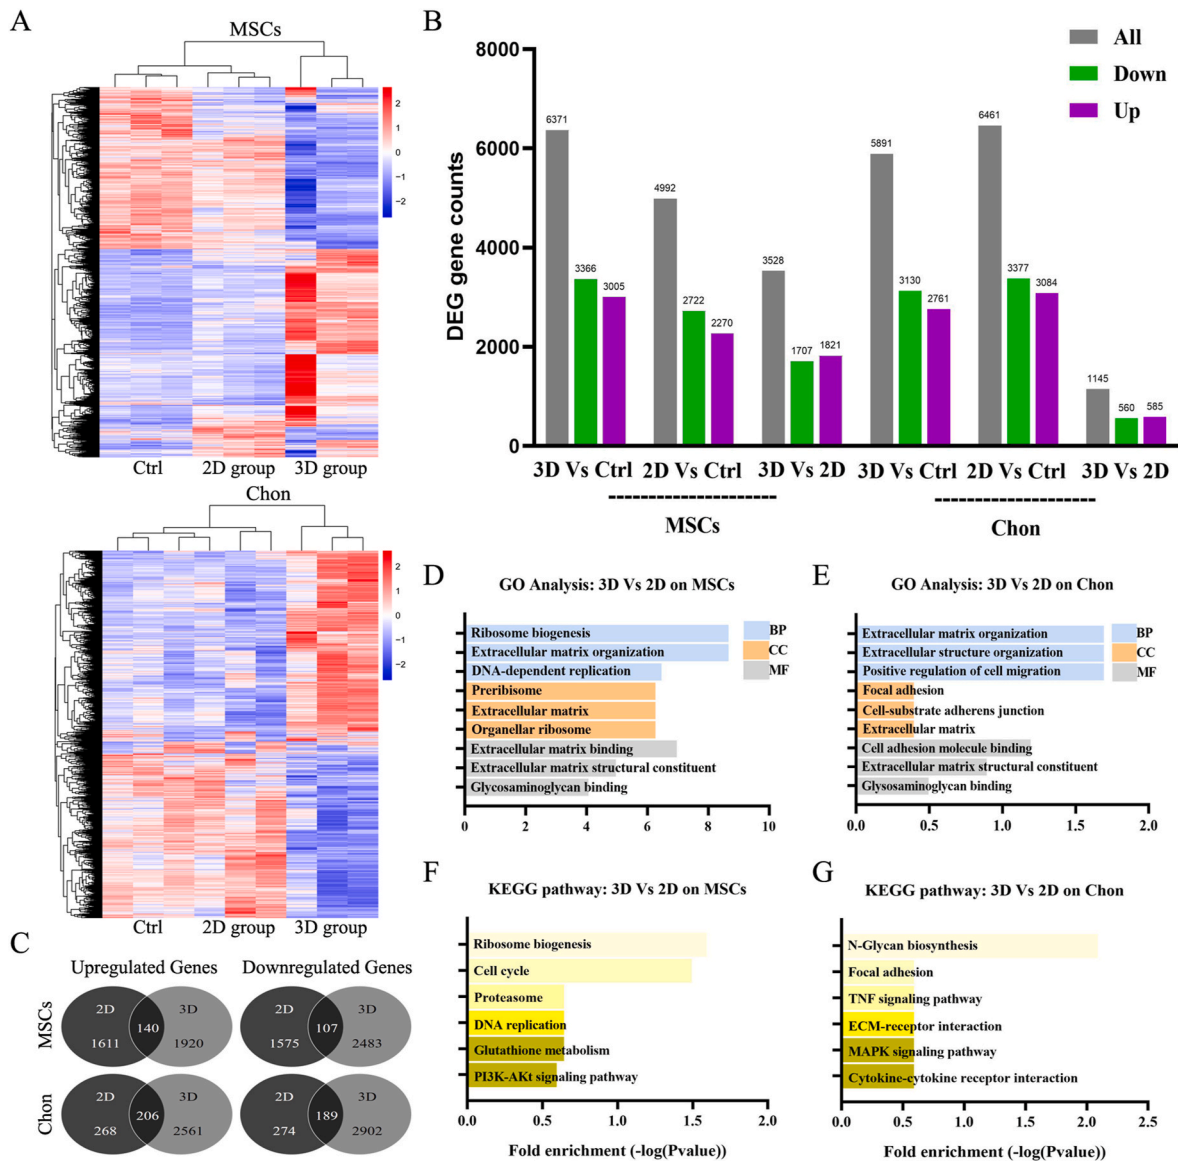 A
MSCs
2
1
0
−1
−2
Ctrl 2D group 3D group
Chon
2
1
0
−1
−2
Ctrl 2D group 3D group
B
All
Down
Up
DEG gene counts
8000
6000
4000
2000
0
6371
3366
3005
4992
2722
2270
3528
1707
1821
5891
3130
2761
6461
3377
3084
1145
560
585
3D Vs Ctrl 2D Vs Ctrl 3D Vs 2D 3D Vs Ctrl 2D Vs Ctrl 3D Vs 2D
MSCs Chon
C
Upregulated Genes Downregulated Genes
MSCs
2D 3D
1611 140 1920
2D 3D
1575 107 2483
Chon
2D 3D
268 206 2561
2D 3D
274 189 2902
D
GO Analysis: 3D Vs 2D on MSCs
Ribosome biogenesis
Extracellular matrix organization
DNA-dependent replication
Preribisome
Extracellular matrix
Organellar ribosome
Extracellular matrix binding
Extracellular matrix structural constituent
Glycosaminoglycan binding
BP
CC
MF
0 2 4 6 8 10
E
GO Analysis: 3D Vs 2D on Chon
Extracellular matrix organization
Extracellular structure organization
Positive regulation of cell migration
Focal adhesion
Cell-substrate adherens junction
Extracellular matrix
Cell adhesion molecule binding
Extracellular matrix structural constituent
Glysosaminoglycan binding
BP
CC
MF
0.0 0.5 1.0 1.5 2.0
F
KEGG pathway: 3D Vs 2D on MSCs
Ribosome biogenesis
Cell cycle
Proteasome
DNA replication
Glutathione metabolism
PI3K-AKt signaling pathway
0.0 0.5 1.0 1.5 2.0
Fold enrichment (-log(Pvalue))
G
KEGG pathway: 3D Vs 2D on Chon
N-Glycan biosynthesis
Focal adhesion
TNF signaling pathway
ECM-receptor interaction
MAPK signaling pathway
Cytokine-cytokine receptor interaction
0.0 0.5 1.0 1.5 2.0 2.5
Fold enrichment (-log(Pvalue))